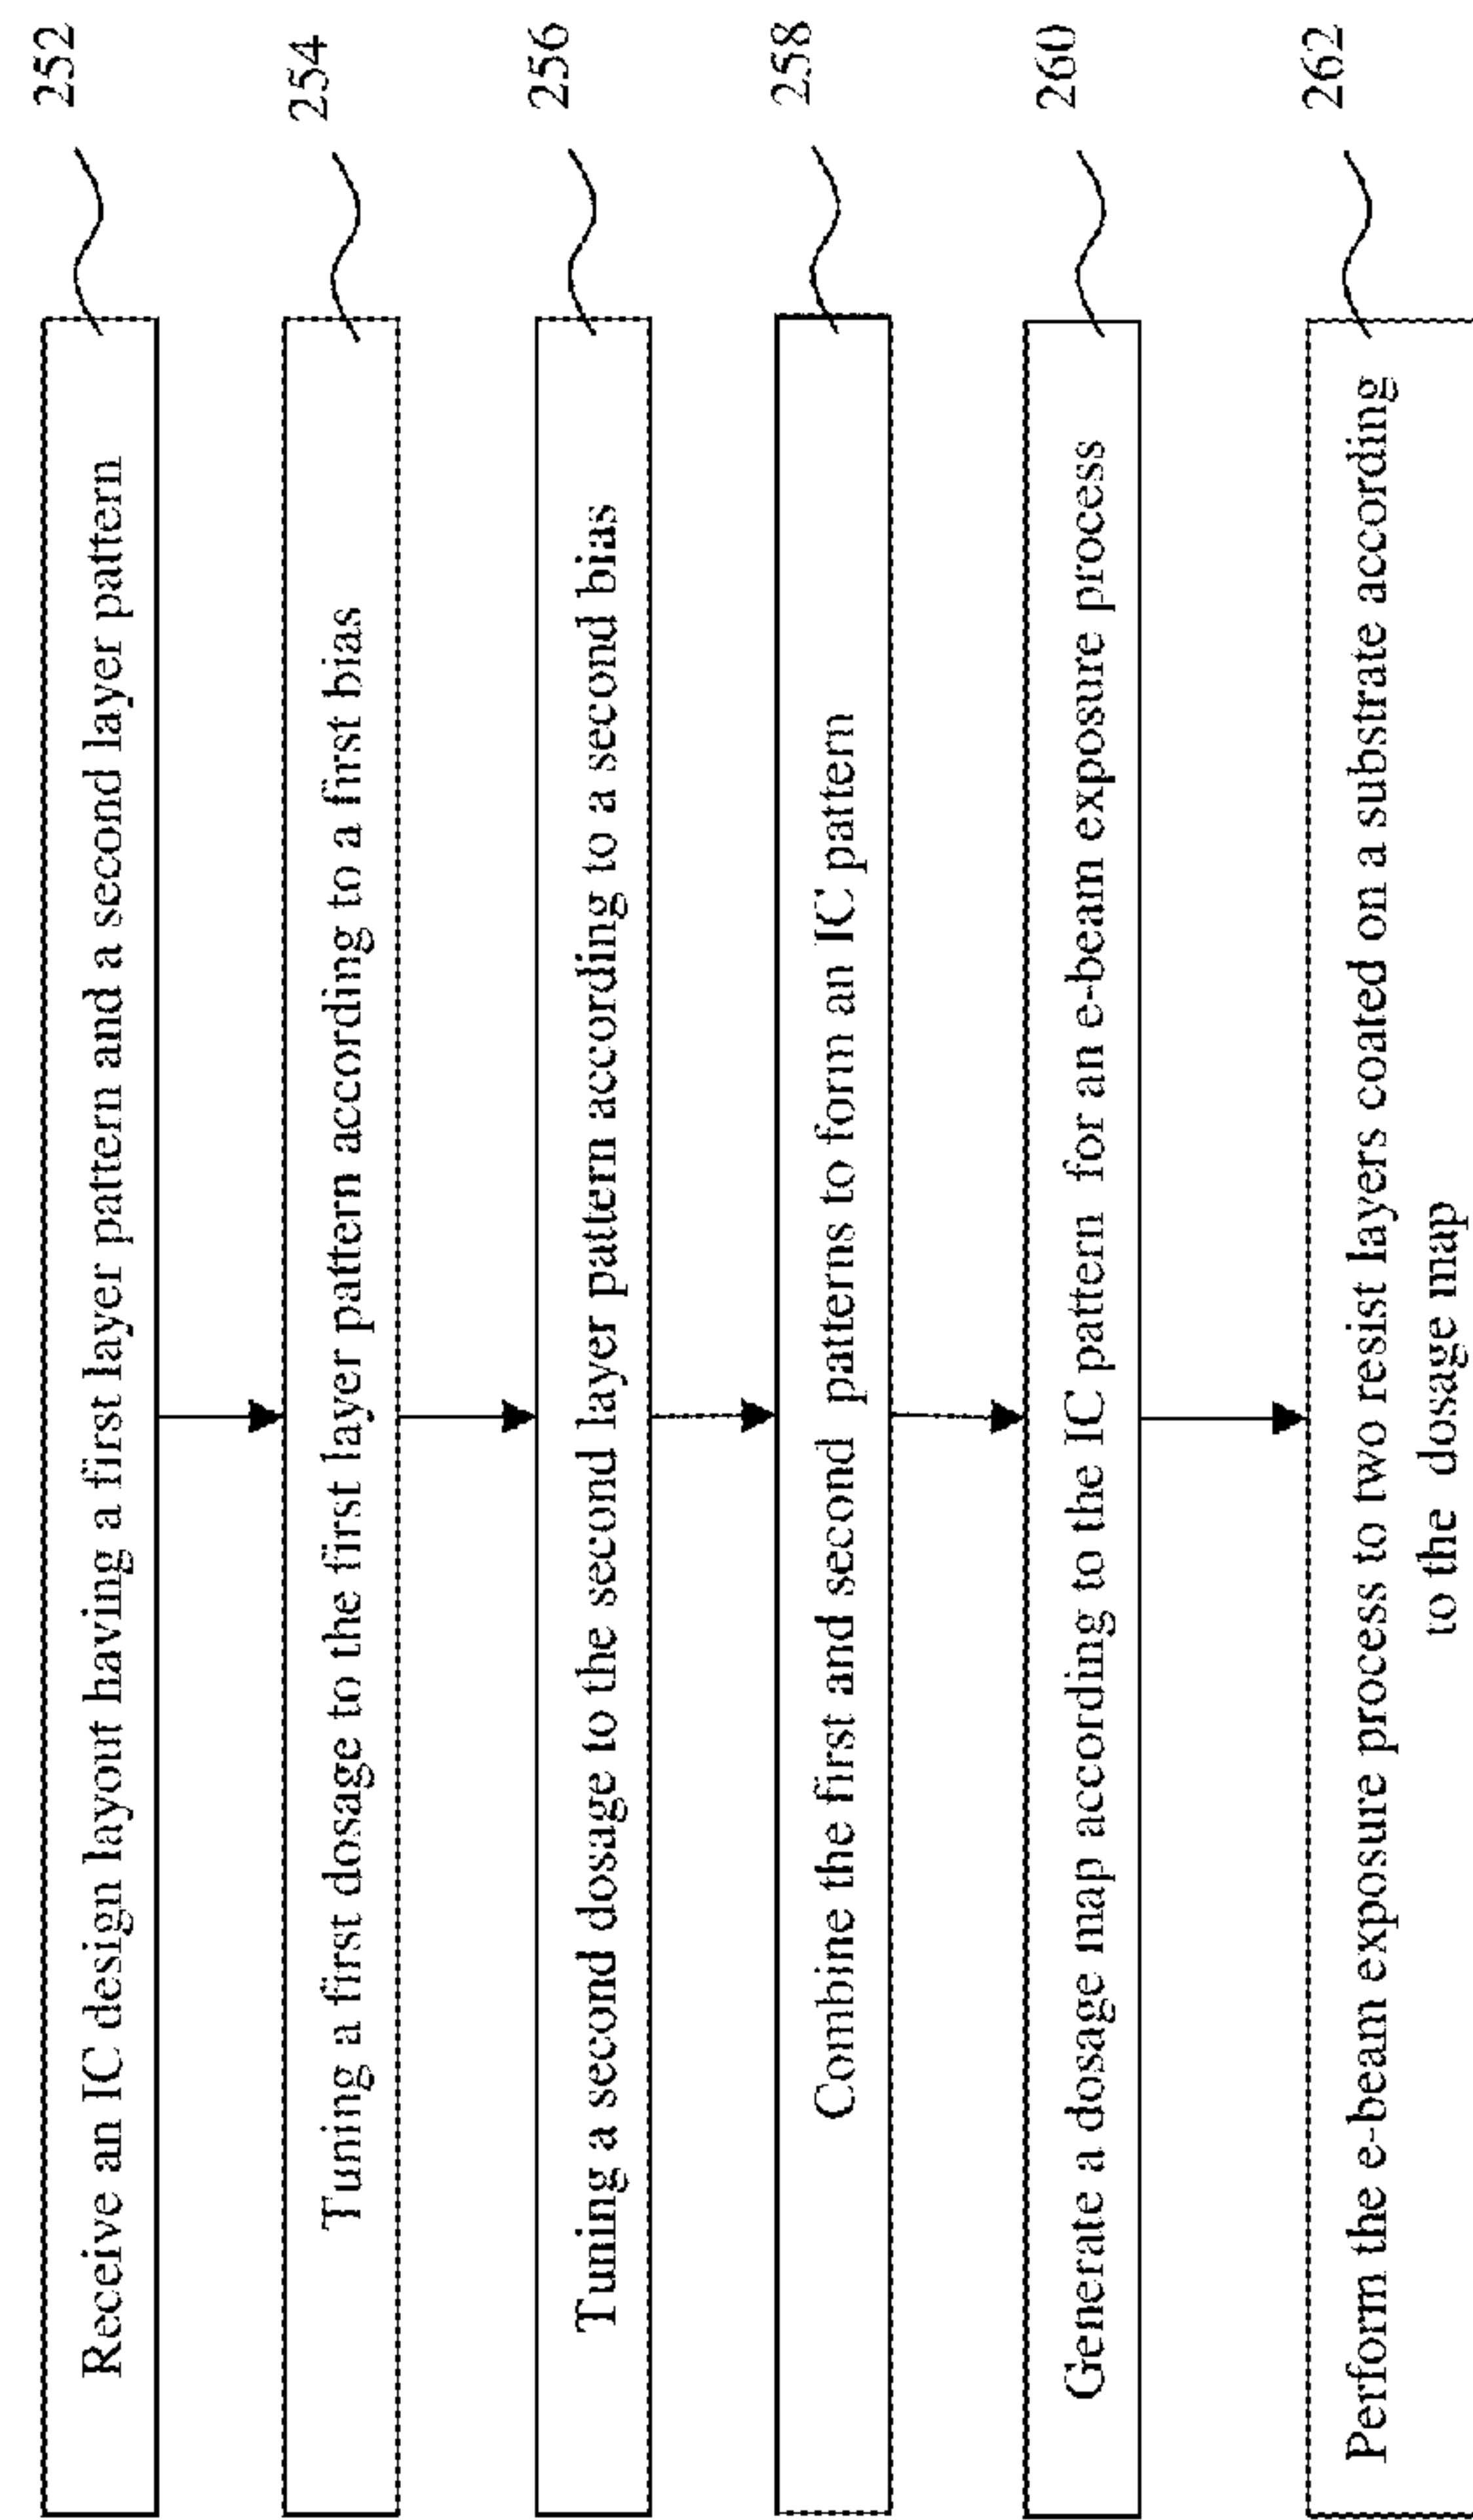 Receive an IC design layout having a first layer pattern and a second layer pattern
252
Tuning a first dosage to the first layer pattern according to a first bias
254
Tuning a second dosage to the second layer pattern according to a second bias
256
Combine the first and second patterns to form an IC pattern
258
Generate a dosage map according to the IC pattern for an e-beam exposure process
260
Perform the e-beam exposure process to two resist layers coated on a substrate according
to the dosage map
262